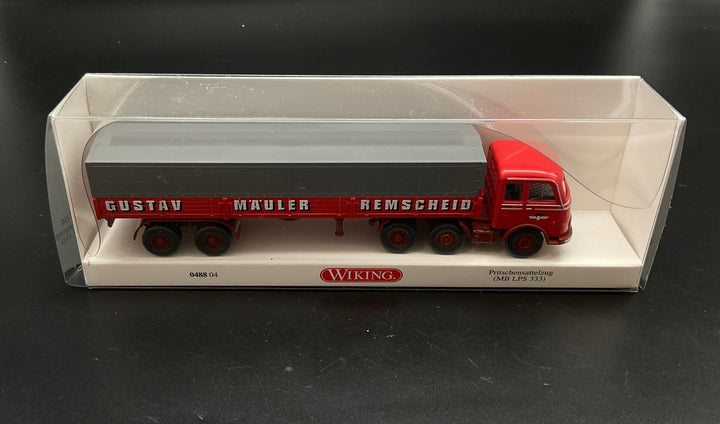 GUSTAV MÄULER REMSCHEID
0488 04
WIKING®
Pritschensattelzug
(MB LPS 333)